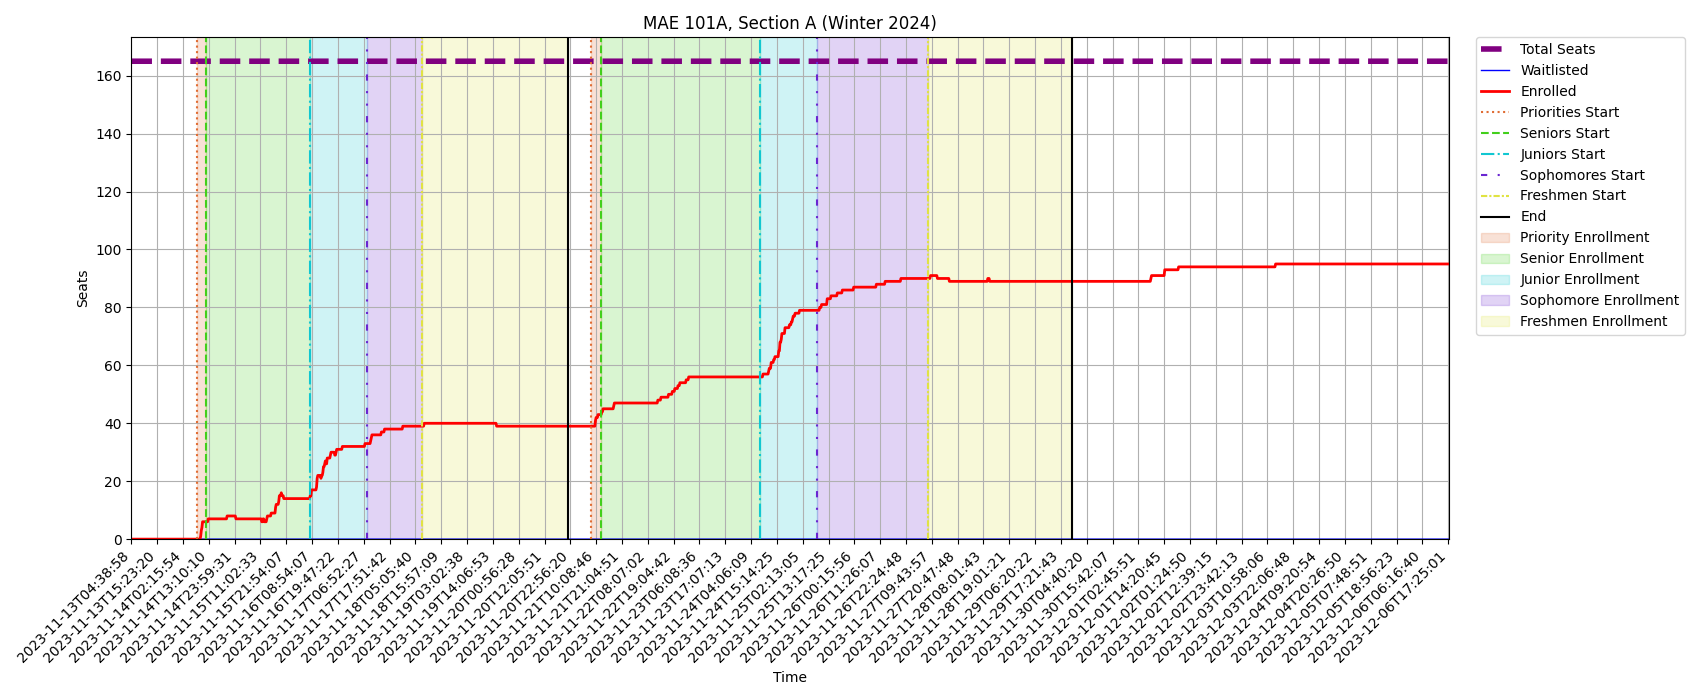 MAE 101A, Section A (Winter 2024)
Seats
160
140
120
100
80
60
40
20
0
2023-11-13T04:38:58
2023-11-13T15:23:20
2023-11-14T02:15:54
2023-11-14T13:10:10
2023-11-14T23:59:31
2023-11-15T11:02:33
2023-11-15T21:54:07
2023-11-16T08:54:07
2023-11-16T19:47:22
2023-11-17T06:52:27
2023-11-17T17:51:42
2023-11-18T05:05:40
2023-11-18T15:57:09
2023-11-19T03:02:38
2023-11-19T14:06:53
2023-11-20T00:56:28
2023-11-20T12:05:51
2023-11-20T22:56:20
2023-11-21T10:08:46
2023-11-21T21:04:51
2023-11-22T08:07:02
2023-11-22T19:04:42
2023-11-23T06:08:36
2023-11-23T17:07:13
2023-11-24T04:06:09
2023-11-24T15:14:25
2023-11-25T02:13:05
2023-11-25T13:17:25
2023-11-26T00:15:56
2023-11-26T11:26:07
2023-11-26T22:24:48
2023-11-27T09:43:57
2023-11-27T20:47:48
2023-11-28T08:01:43
2023-11-28T19:01:21
2023-11-29T06:20:22
2023-11-29T17:21:43
2023-11-30T04:40:20
2023-11-30T15:42:07
2023-12-01T02:45:51
2023-12-01T14:20:45
2023-12-02T01:24:50
2023-12-02T12:39:15
2023-12-02T23:42:13
2023-12-03T10:58:06
2023-12-03T22:06:48
2023-12-04T09:20:54
2023-12-04T20:26:50
2023-12-05T07:48:51
2023-12-05T18:56:23
2023-12-06T06:16:40
2023-12-06T17:25:01
Time
Total Seats
Waitlisted
Enrolled
Priorities Start
Seniors Start
Juniors Start
Sophomores Start
Freshmen Start
End
Priority Enrollment
Senior Enrollment
Junior Enrollment
Sophomore Enrollment
Freshmen Enrollment